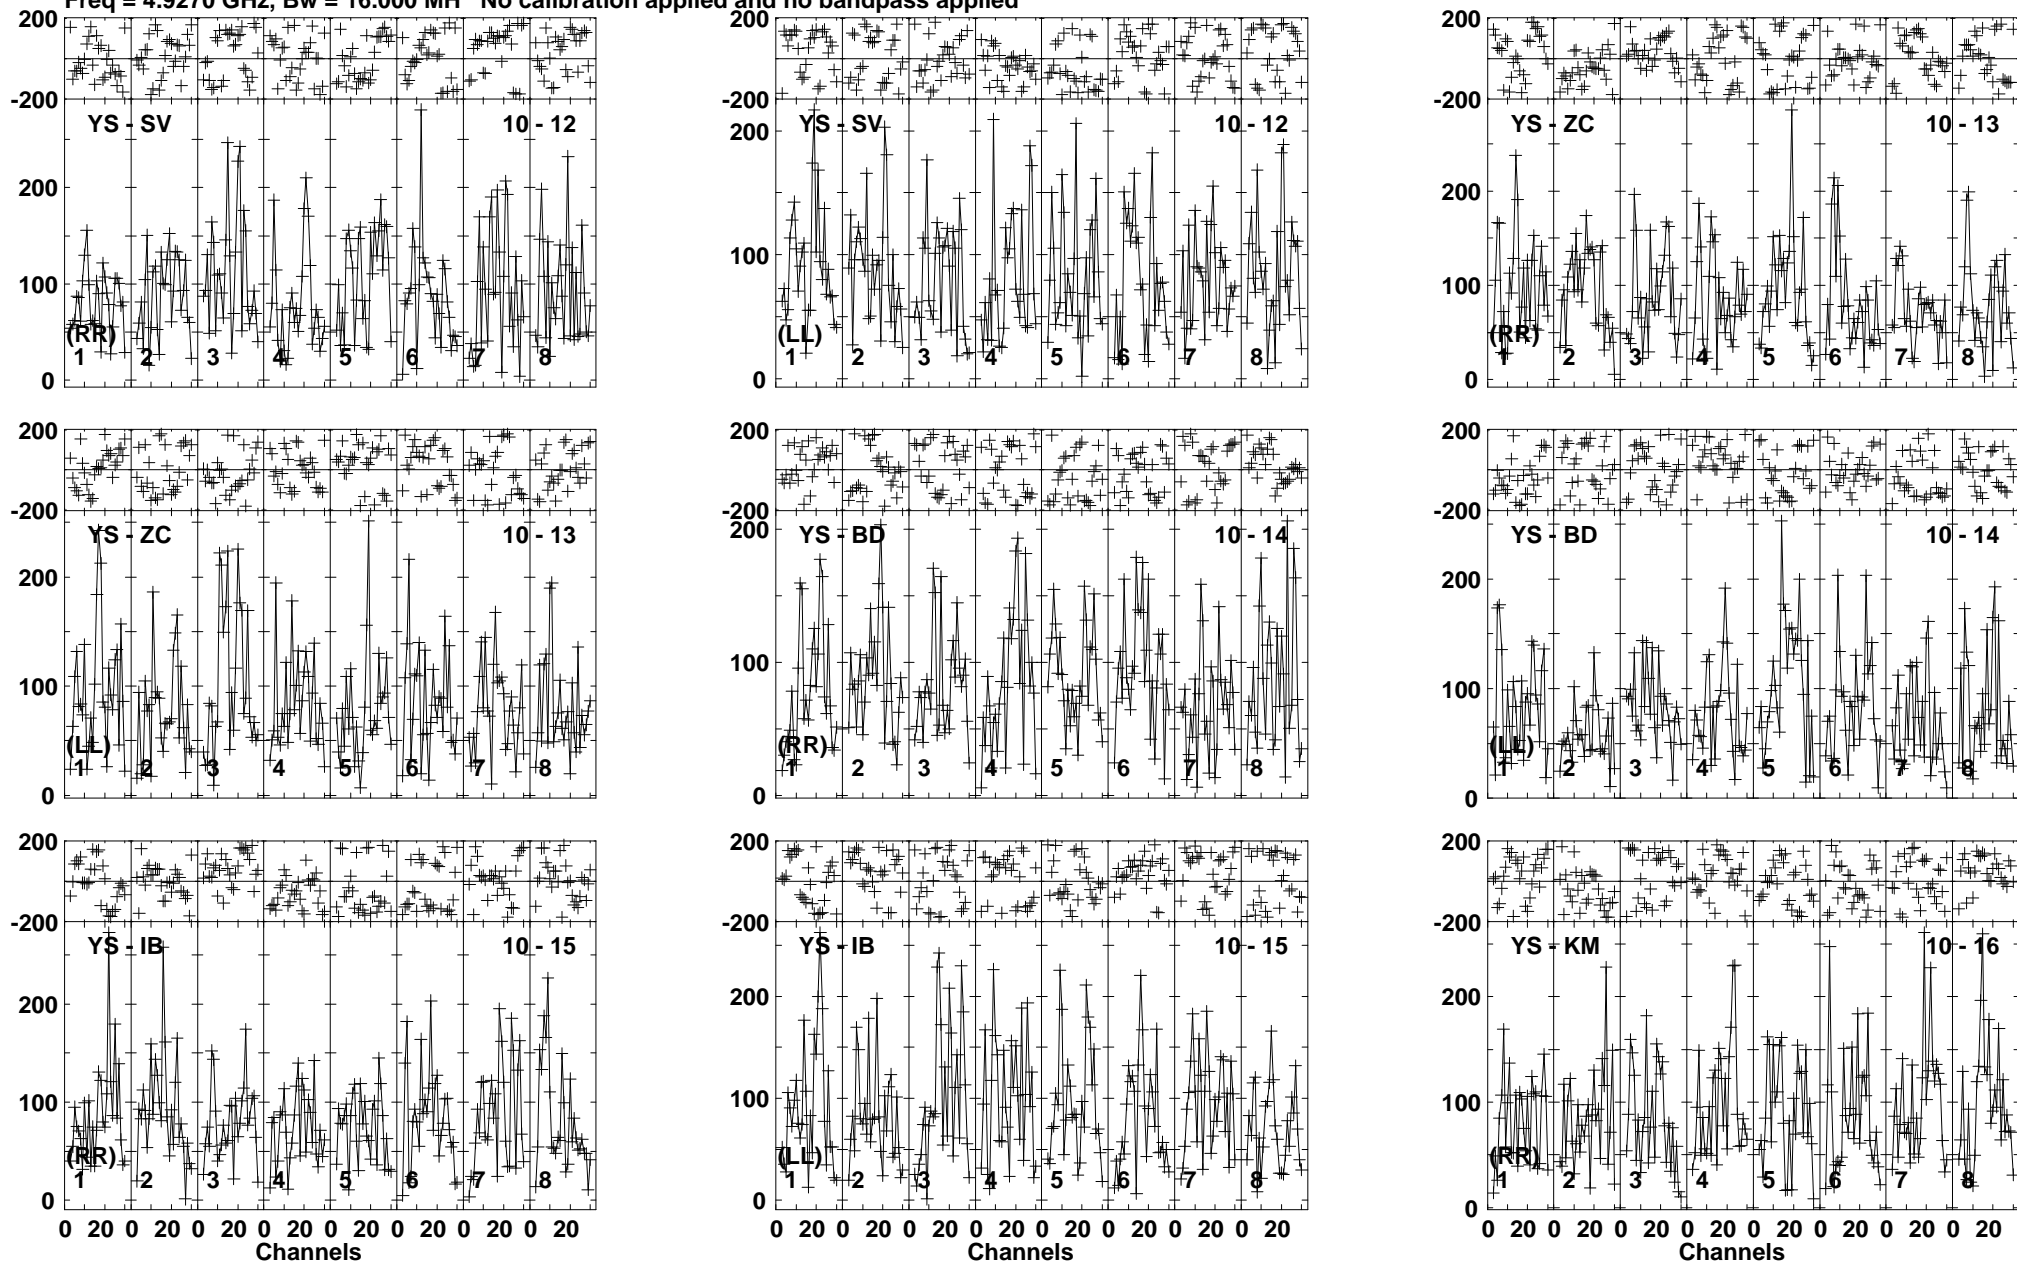 Freq = 4.9270 GHz, Bw = 16.000 MH No calibration applied and no bandpass applied
200 200 200
-200 -200 -200
YS - SV 10 - 12 YS - SV 10 - 12 YS - ZC 10 - 13
200 200 200
100 100 100
(RR) (LL) (RR)
1 2 3 4 5 6 7 8 1 2 3 4 5 6 7 8 1 2 3 4 5 6 7 8
0 0 0
200 200 200
-200 -200 -200
YS - ZC 10 - 13 YS - BD 10 - 14 YS - BD 10 - 14
200 200 200
100 100 100
(LL) (RR) (LL)
1 2 3 4 5 6 7 8 1 2 3 4 5 6 7 8 1 2 3 4 5 6 7 8
0 0 0
200 200 200
-200 -200 -200
YS - IB 10 - 15 YS - IB 10 - 15 YS - KM 10 - 16
200 200 200
100 100 100
(RR) (LL) (RR)
1 2 3 4 5 6 7 8 1 2 3 4 5 6 7 8 1 2 3 4 5 6 7 8
0 0 0
0 20 0 20 0 20 0 20 0 20 0 20 0 20 0 20 0 20 0 20 0 20 0 20 0 20 0 20 0 20 0 20 0 20 0 20 0 20 0 20 0 20 0 20 0 20 0 20
Channels Channels Channels